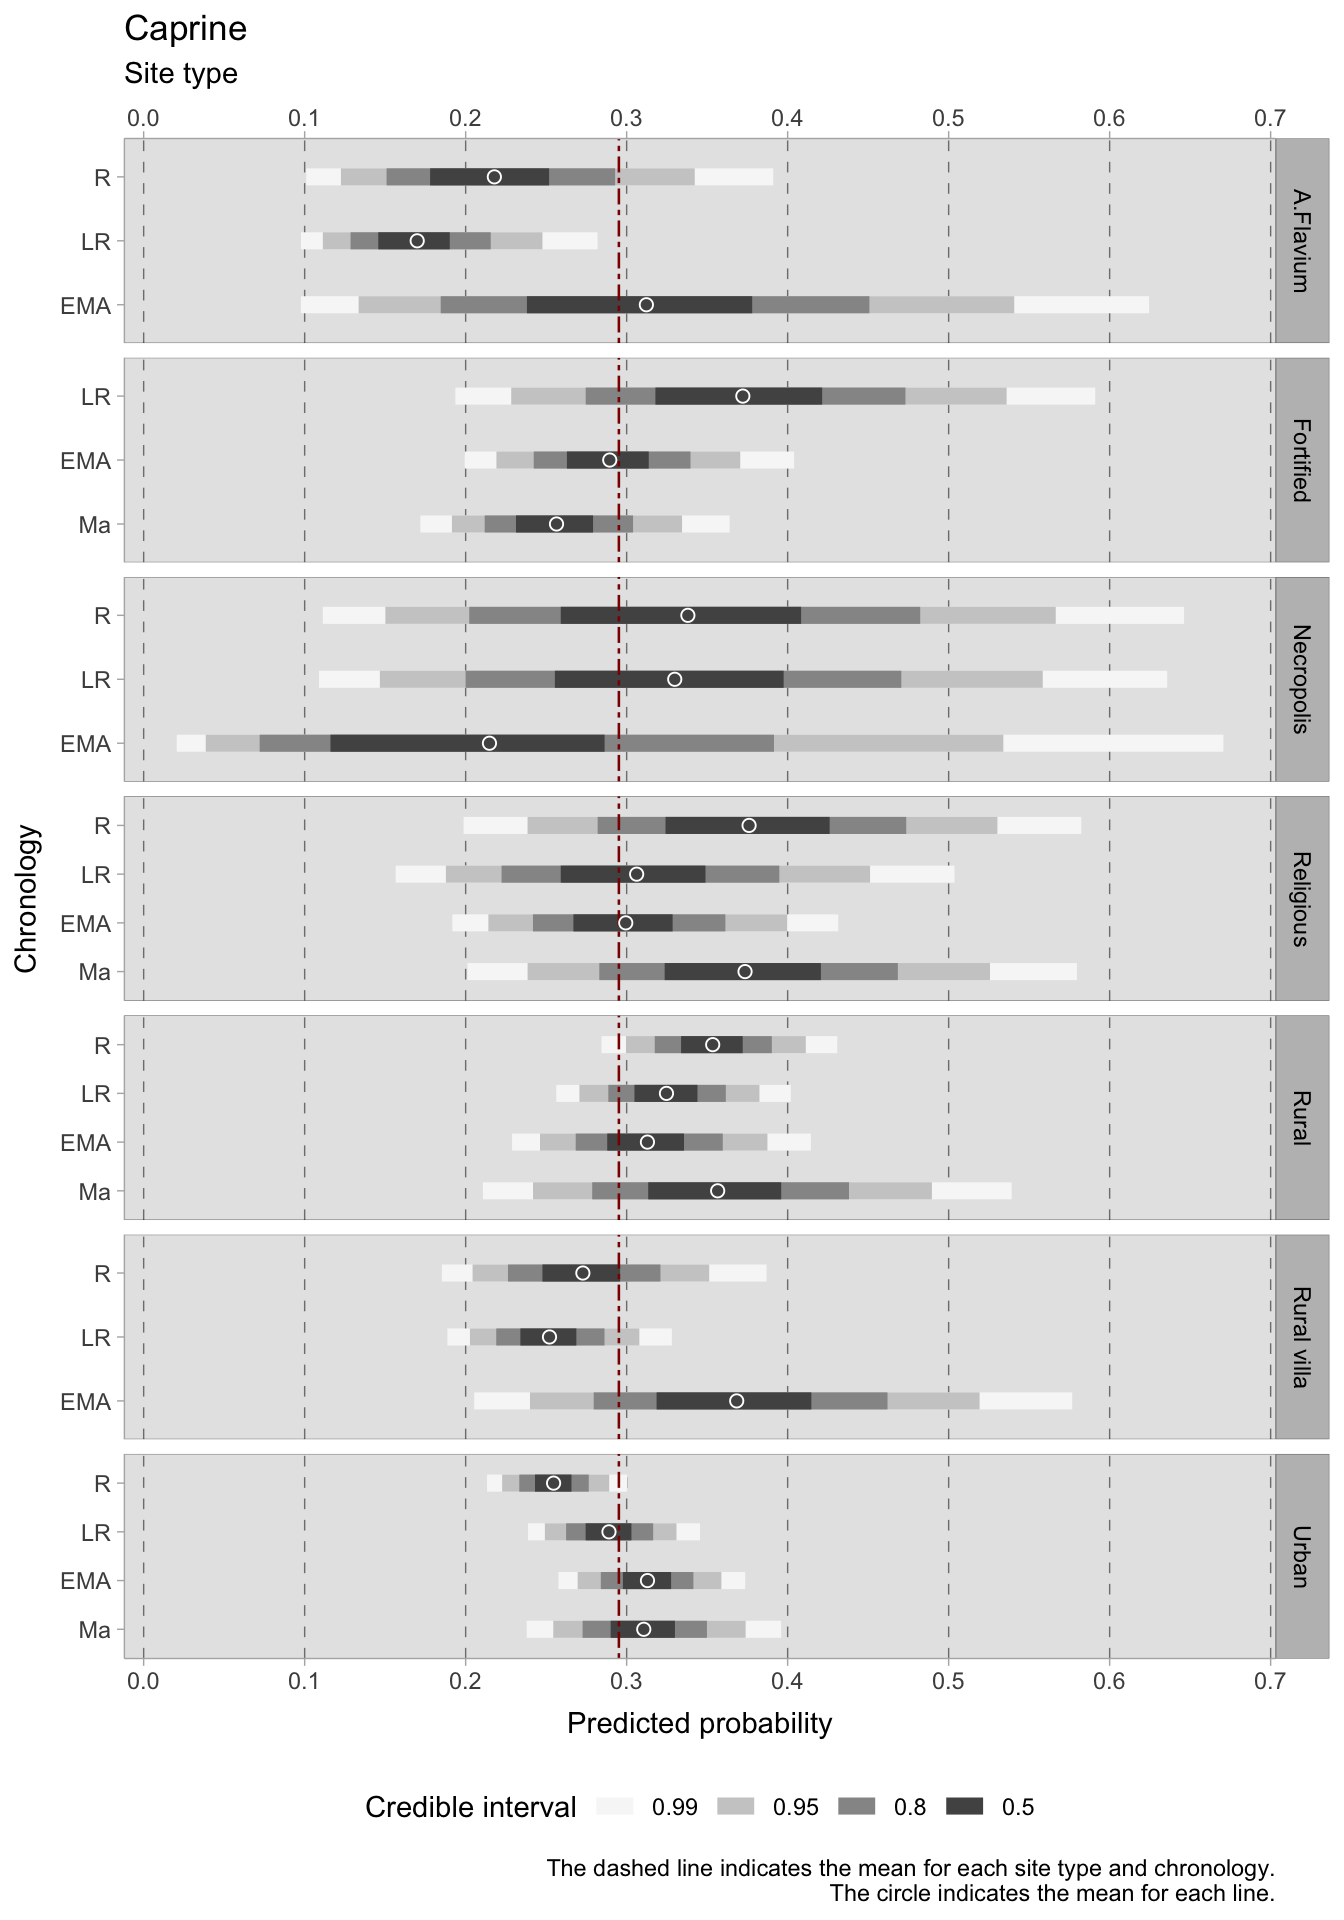 Caprine
Site type
0.0 0.1 0.2 0.3 0.4 0.5 0.6 0.7
R
LR
EMA
A.Flavium
LR
EMA
Ma
Fortified
R
LR
EMA
Necropolis
R
LR
EMA
Ma
Religious
R
LR
EMA
Ma
Rural
R
LR
EMA
Rural villa
R
LR
EMA
Ma
Urban
Chronology
0.0 0.1 0.2 0.3 0.4 0.5 0.6 0.7
Predicted probability
Credible interval 0.99 0.95 0.8 0.5
The dashed line indicates the mean for each site type and chronology.
The circle indicates the mean for each line.